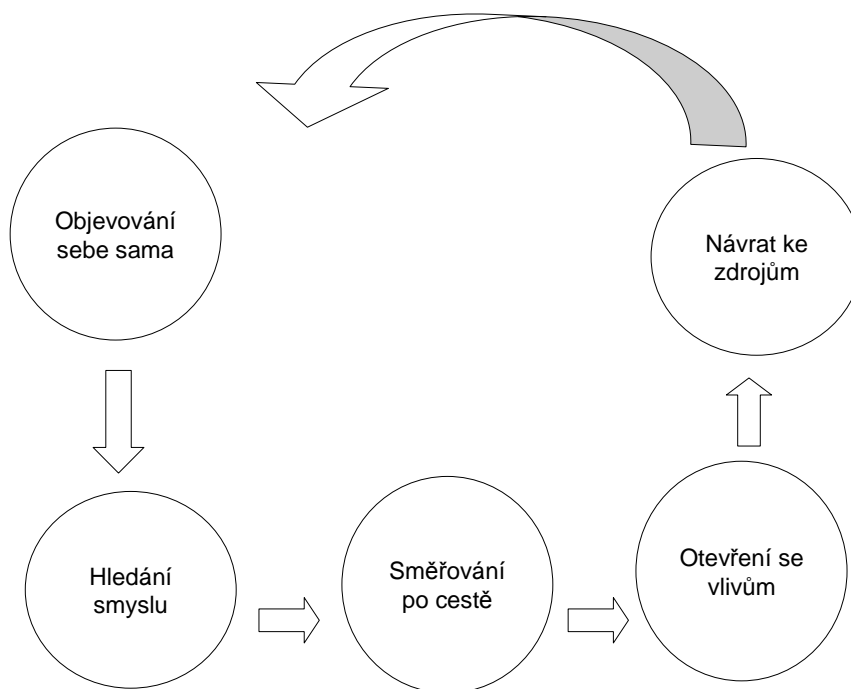 Objevování
sebe sama
Návrat ke
zdrojům
Hledání
smyslu
Směřování
po cestě
Otevření se
vlivům